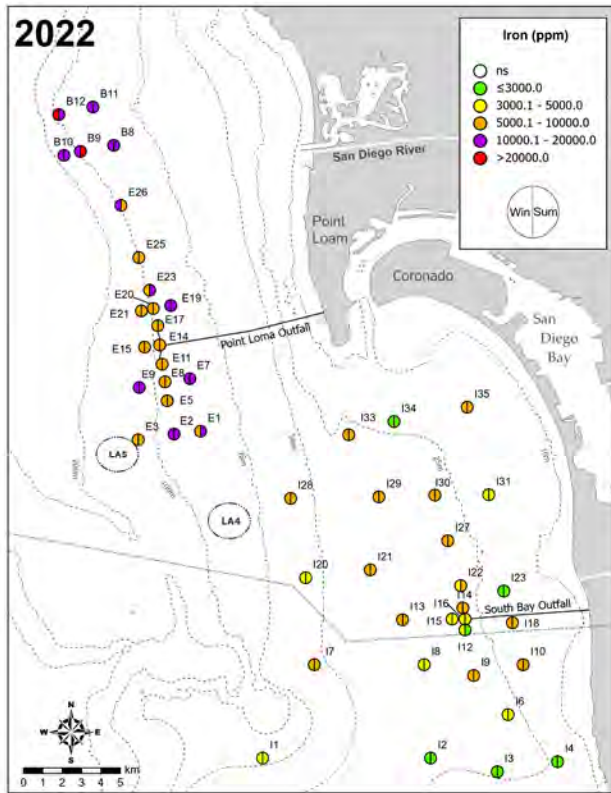 2022
Iron (ppm)
ns
≤3000.0
3000.1 - 5000.0
5000.1 - 10000.0
10000.1 - 20000.0
>20000.0
Win Sum
B12
B11
B10
B9
B8
San Diego River
Point
Loam
Coronado
San
Diego
Bay
E26
E25
E23
E20
E19
E21
E17
E14
Point Loma Outfall
E15
E11
E9
E8
E7
E5
E3
E2
E1
LA5
LA4
I35
I34
I33
I28
I29
I30
I31
I27
I20
I21
I22
I23
I14
I16
I13
I15
South Bay Outfall
I18
I12
I7
I8
I9
I10
I6
I1
I2
I3
I4
N
W
E
S
0 1 2 3 4 5 km